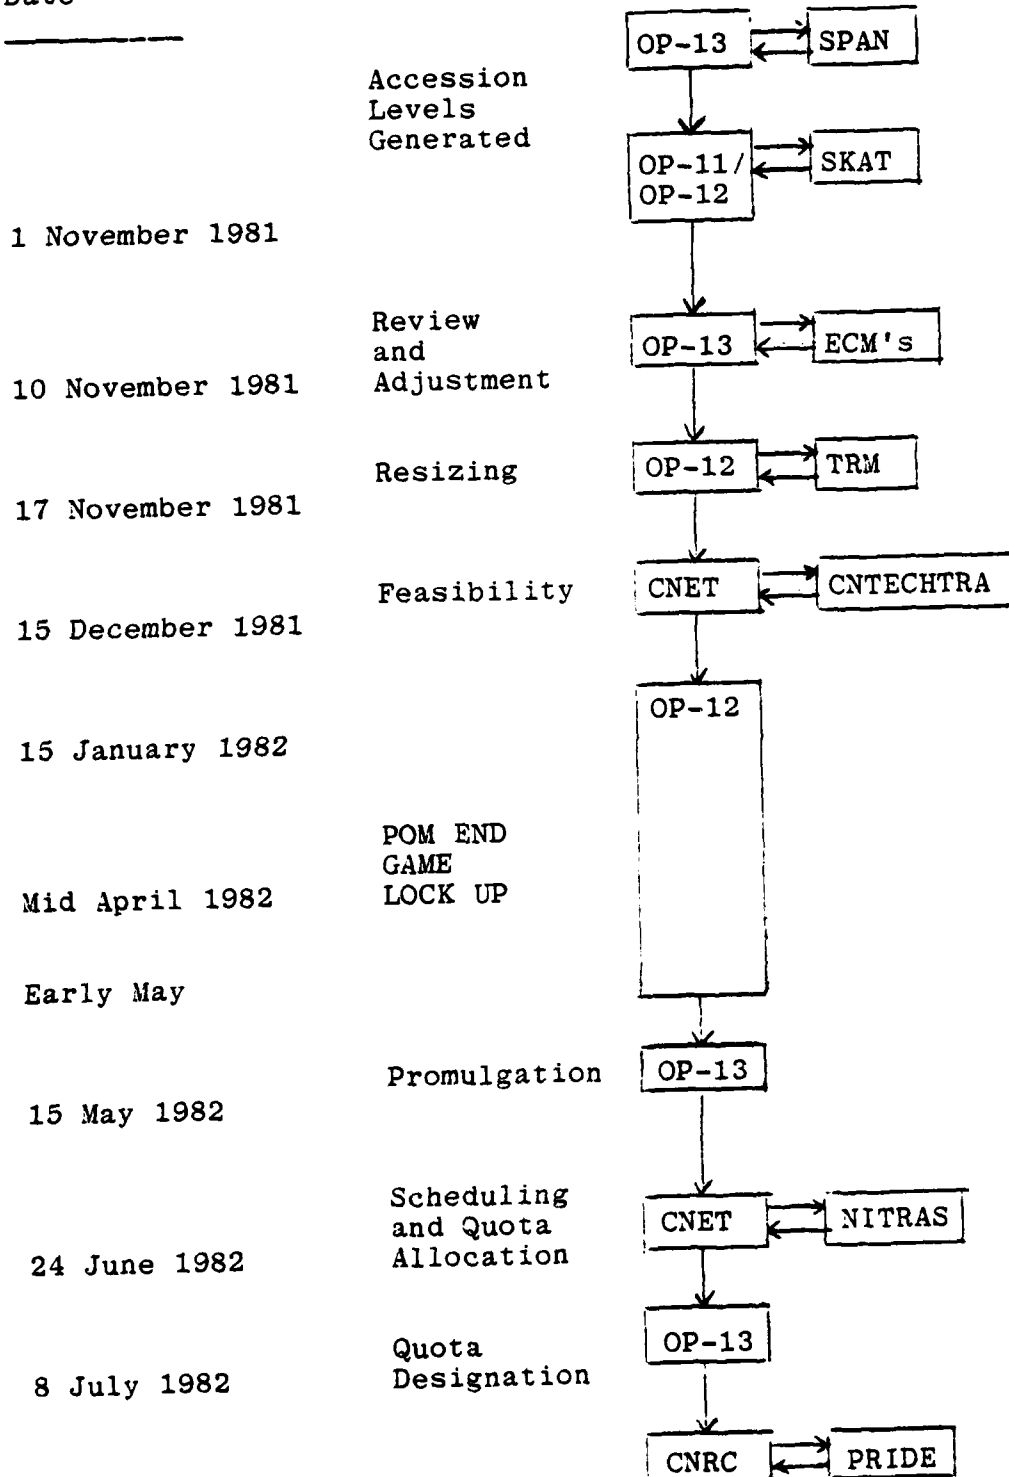 Date
OP-13
SPAN
Accession
Levels
Generated
OP-11/
OP-12
SKAT
1 November 1981
Review
and
Adjustment
OP-13
ECM's
10 November 1981
Resizing
OP-12
TRM
17 November 1981
Feasibility
CNET
CNTECHTRA
15 December 1981
OP-12
15 January 1982
POM END
GAME
LOCK UP
Mid April 1982
Early May
Promulgation
OP-13
15 May 1982
Scheduling
and Quota
Allocation
CNET
NITRAS
24 June 1982
OP-13
Quota
Designation
8 July 1982
CNRC
PRIDE